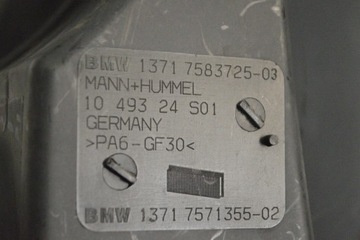 BMW 1371 7583725-03
MANN+HUMMEL
10 493 24 S01
GERMANY
>PA6-GF30<
BMW 1371 7571355-02